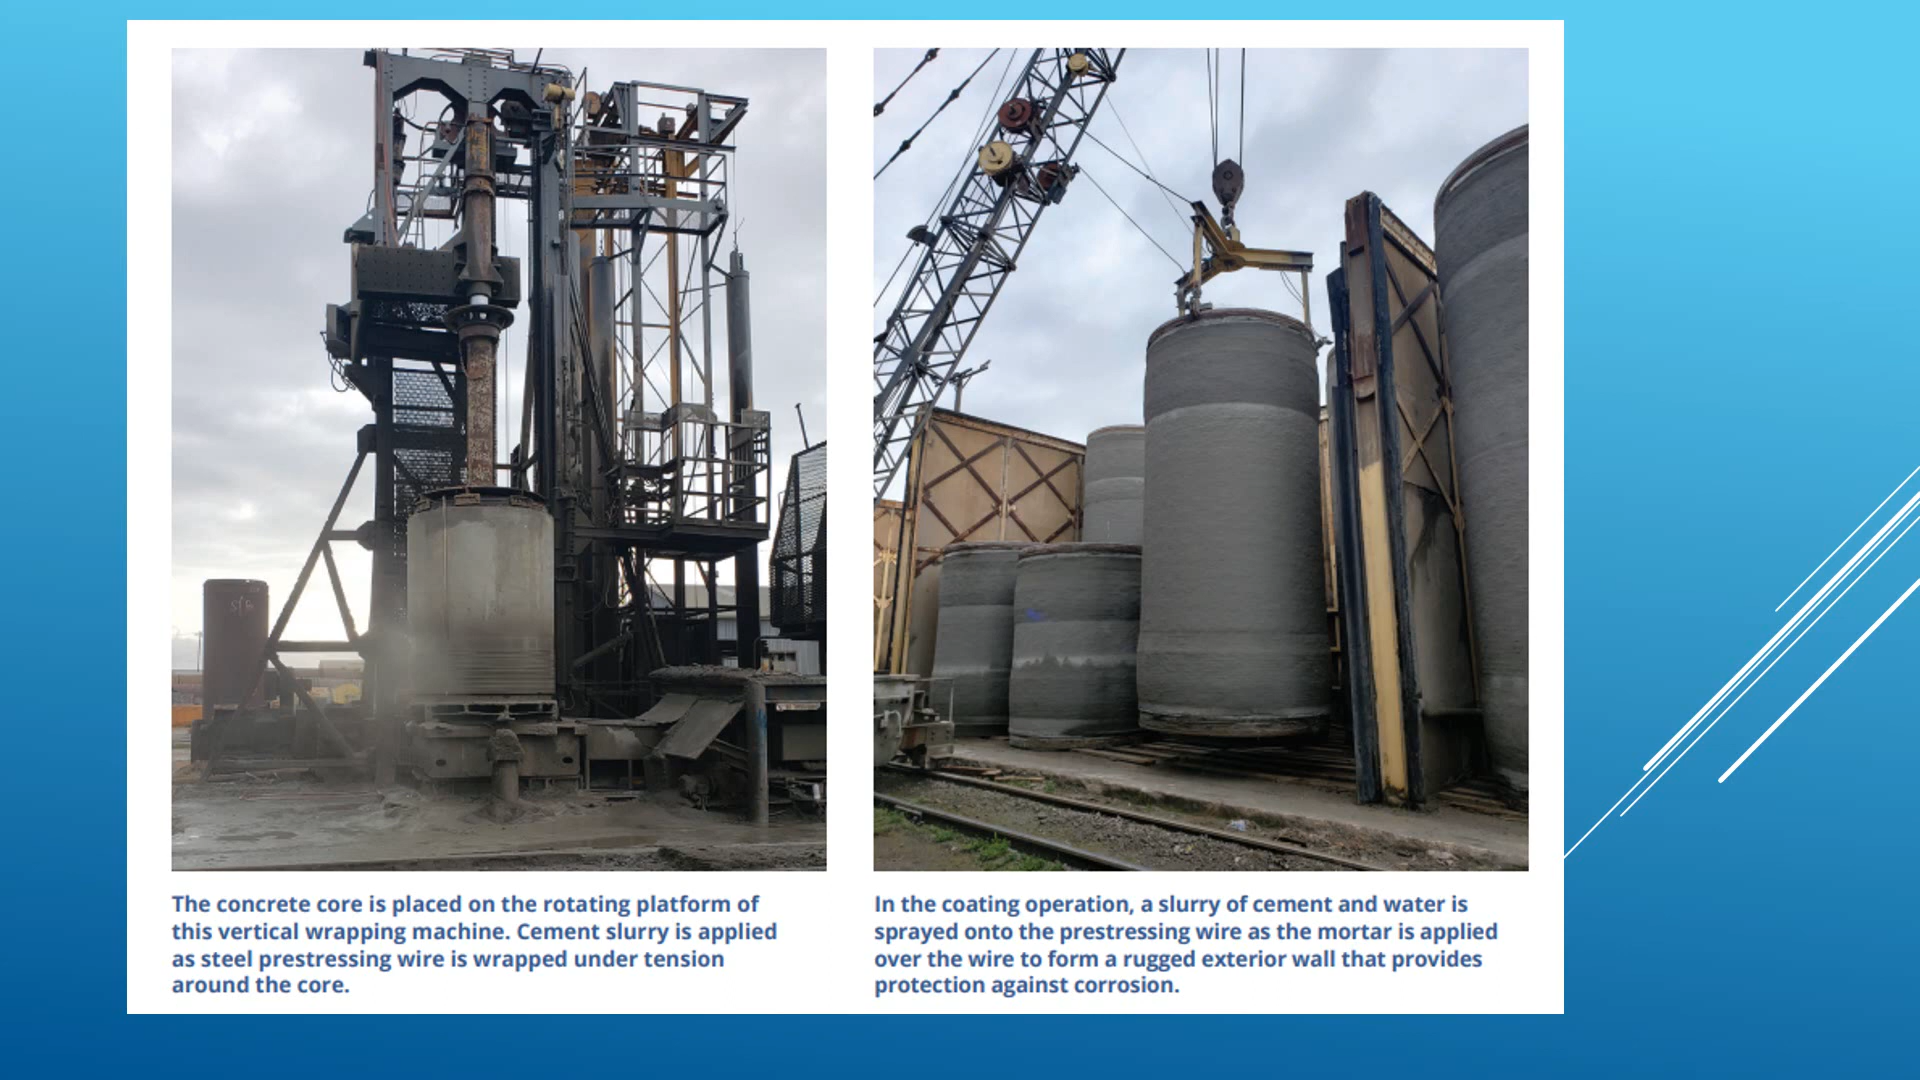 The concrete core is placed on the rotating platform of
this vertical wrapping machine. Cement slurry is applied
as steel prestressing wire is wrapped under tension
around the core.
In the coating operation, a slurry of cement and water is
sprayed onto the prestressing wire as the mortar is applied
over the wire to form a rugged exterior wall that provides
protection against corrosion.